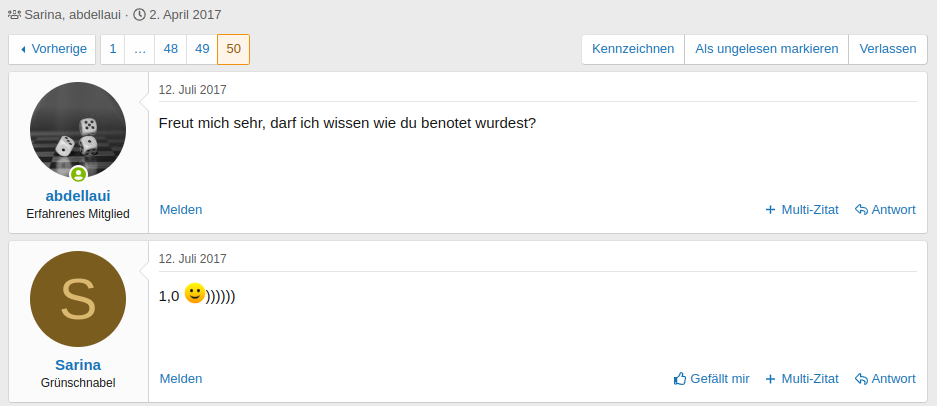 Sarina, abdellaui · 2. April 2017
Vorherige 1 … 48 49 50 Kennzeichnen Als ungelesen markieren Verlassen
12. Juli 2017
Freut mich sehr, darf ich wissen wie du benotet wurdest?
abdellaui
Erfahrenes Mitglied
Melden + Multi-Zitat Antwort
12. Juli 2017
S
1,0 🙂))))))
Sarina
Grünschnabel
Melden Gefällt mir + Multi-Zitat Antwort